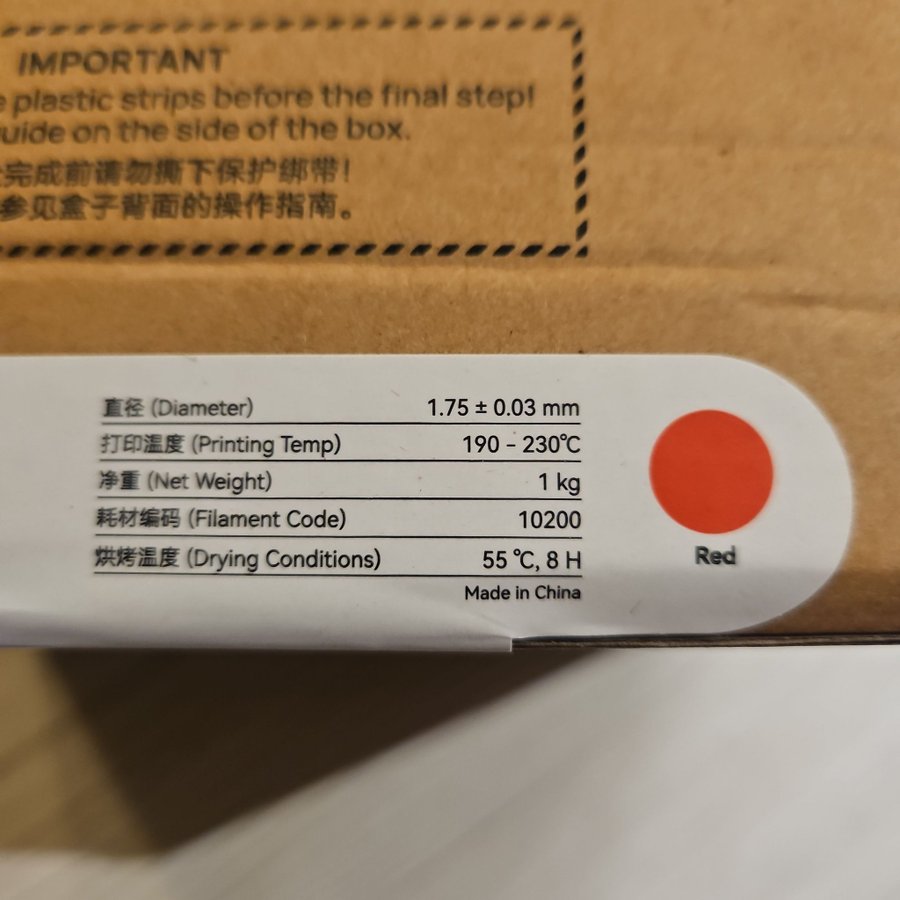 IMPORTANT
plastic strips before the final step!
uide on the side of the box.
完成前请勿撕下保护绑带!
参见盒子背面的操作指南。
直径 (Diameter) 1.75 ± 0.03 mm
打印温度 (Printing Temp) 190 – 230℃
净重 (Net Weight) 1 kg
耗材编码 (Filament Code) 10200
烘烤温度 (Drying Conditions) 55 ℃, 8 H
Made in China
Red